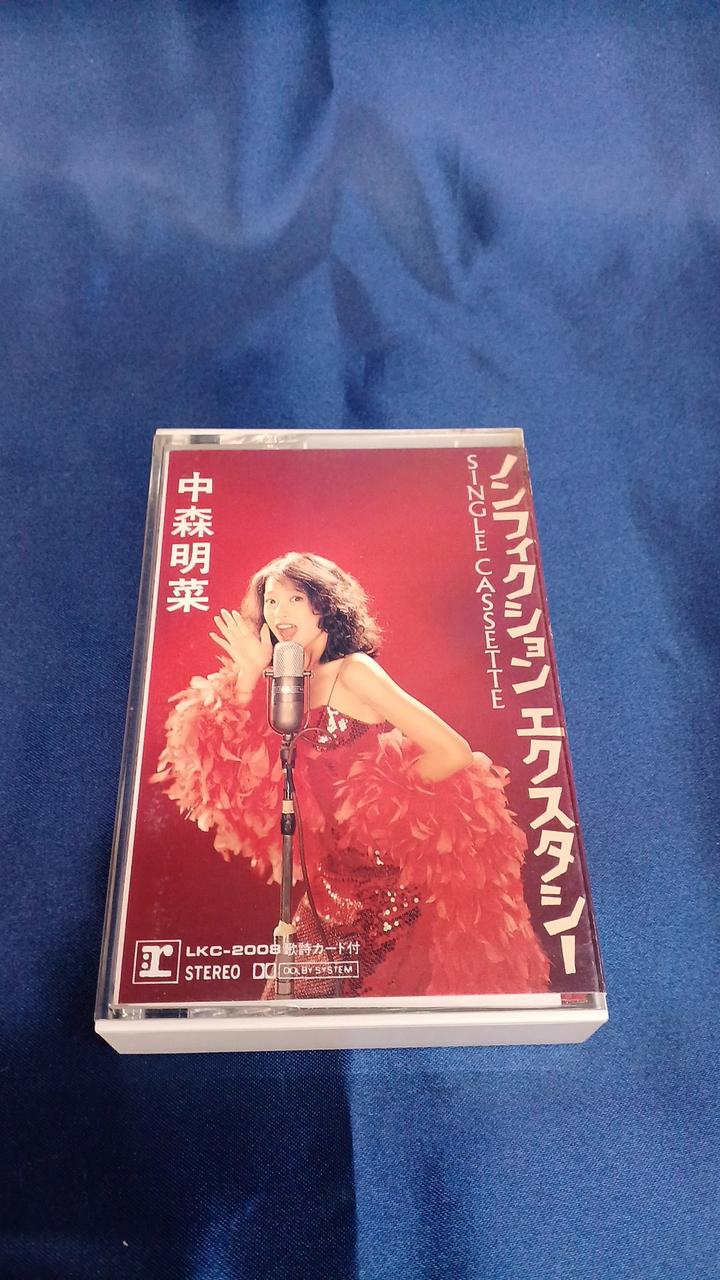 中森明菜
ノンフィクション エクスタシー
SINGLE CASSETTE
r LKC-2008 歌詩カード付
STEREO DOLBY SYSTEM